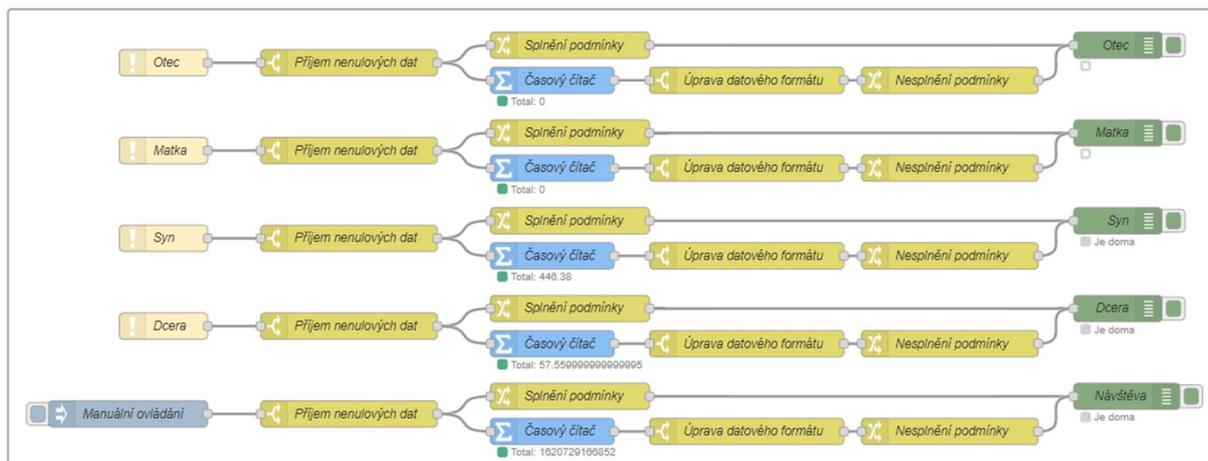 Otec
Příjem nenulových dat
Splnění podmínky
Otec
Časový čítač
Úprava datového formátu
Nesplnění podmínky
Total: 0
Matka
Příjem nenulových dat
Splnění podmínky
Matka
Časový čítač
Úprava datového formátu
Nesplnění podmínky
Total: 0
Syn
Příjem nenulových dat
Splnění podmínky
Syn
Je doma
Časový čítač
Úprava datového formátu
Nesplnění podmínky
Total: 446.38
Dcera
Příjem nenulových dat
Splnění podmínky
Dcera
Je doma
Časový čítač
Úprava datového formátu
Nesplnění podmínky
Total: 57.559999999999995
Manuální ovládání
Příjem nenulových dat
Splnění podmínky
Návštěva
Je doma
Časový čítač
Úprava datového formátu
Nesplnění podmínky
Total: 1620729166852